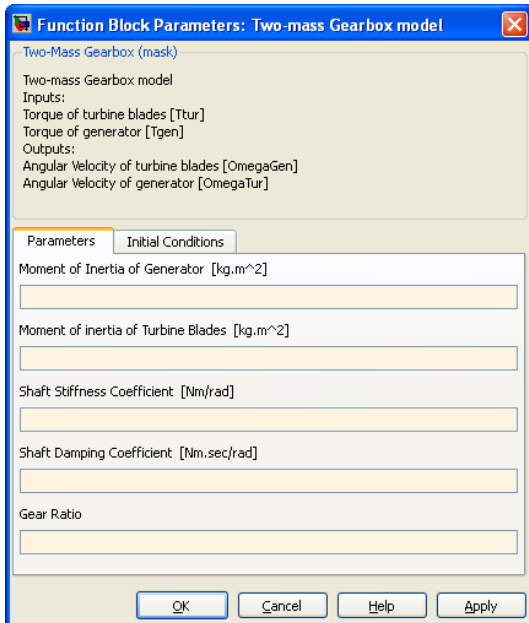 Function Block Parameters: Two-mass Gearbox model
Two-Mass Gearbox (mask)
Two-mass Gearbox model
Inputs:
Torque of turbine blades [Ttur]
Torque of generator [Tgen]
Outputs:
Angular Velocity of turbine blades [OmegaGen]
Angular Velocity of generator [OmegaTur]
Parameters Initial Conditions
Moment of Inertia of Generator [kg.m^2]
Moment of inertia of Turbine Blades [kg.m^2]
Shaft Stiffness Coefficient [Nm/rad]
Shaft Damping Coefficient [Nm.sec/rad]
Gear Ratio
OK Cancel Help Apply